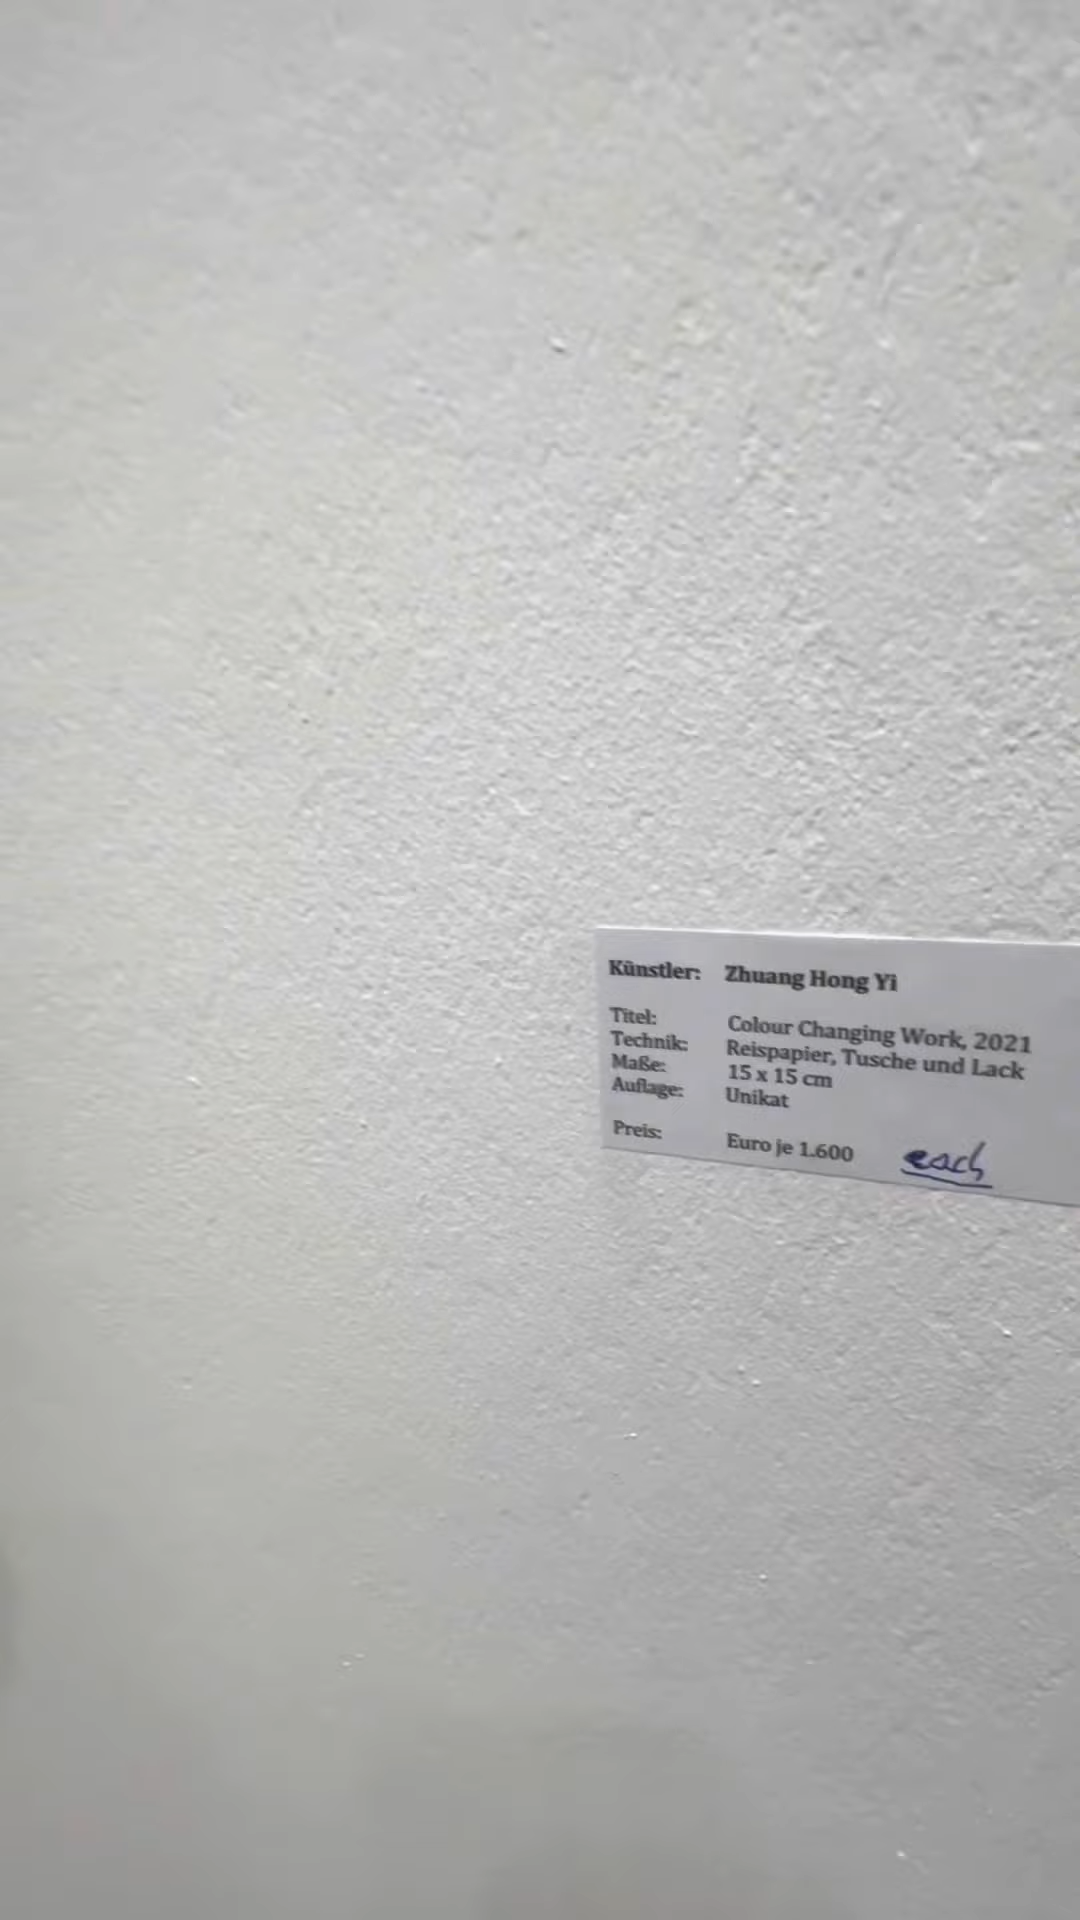 Künstler: Zhuang Hong Yi
Titel: Colour Changing Work, 2021
Technik: Reispapier, Tusche und Lack
Maße: 15 x 15 cm
Auflage: Unikat
Preis: Euro je 1.600 each